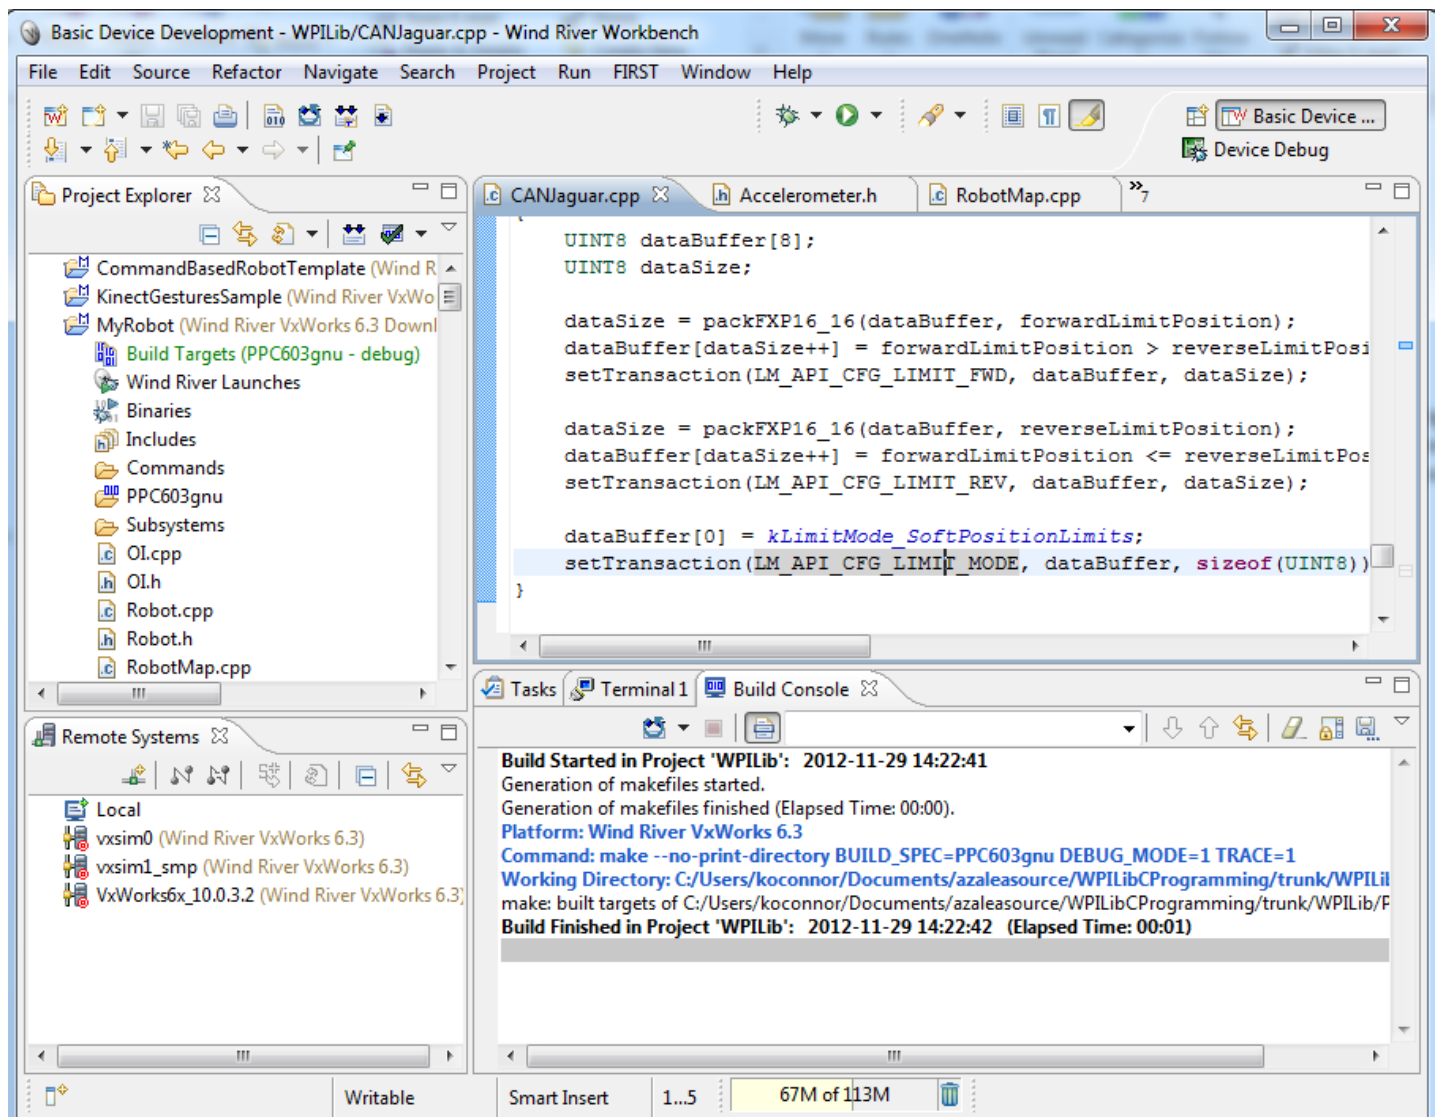 Basic Device Development - WPILib/CANJaguar.cpp - Wind River Workbench
File Edit Source Refactor Navigate Search Project Run FIRST Window Help
Basic Device ...
Device Debug
Project Explorer
CommandBasedRobotTemplate (Wind R
KinectGesturesSample (Wind River VxWo
MyRobot (Wind River VxWorks 6.3 Downl
Build Targets (PPC603gnu - debug)
Wind River Launches
Binaries
Includes
Commands
PPC603gnu
Subsystems
OI.cpp
OI.h
Robot.cpp
Robot.h
RobotMap.cpp
CANJaguar.cpp Accelerometer.h RobotMap.cpp »7
{
UINT8 dataBuffer[8];
UINT8 dataSize;
dataSize = packFXP16_16(dataBuffer, forwardLimitPosition);
dataBuffer[dataSize++] = forwardLimitPosition > reverseLimitPosi
setTransaction(LM_API_CFG_LIMIT_FWD, dataBuffer, dataSize);
dataSize = packFXP16_16(dataBuffer, reverseLimitPosition);
dataBuffer[dataSize++] = forwardLimitPosition <= reverseLimitPos
setTransaction(LM_API_CFG_LIMIT_REV, dataBuffer, dataSize);
dataBuffer[0] = kLimitMode_SoftPositionLimits;
setTransaction(LM_API_CFG_LIMIT_MODE, dataBuffer, sizeof(UINT8))
}
Remote Systems
Local
vxsim0 (Wind River VxWorks 6.3)
vxsim1_smp (Wind River VxWorks 6.3)
VxWorks6x_10.0.3.2 (Wind River VxWorks 6.3)
Tasks Terminal 1 Build Console
Build Started in Project 'WPILib': 2012-11-29 14:22:41
Generation of makefiles started.
Generation of makefiles finished (Elapsed Time: 00:00).
Platform: Wind River VxWorks 6.3
Command: make --no-print-directory BUILD_SPEC=PPC603gnu DEBUG_MODE=1 TRACE=1
Working Directory: C:/Users/koconnor/Documents/azaleasource/WPILibCProgramming/trunk/WPILib
make: built targets of C:/Users/koconnor/Documents/azaleasource/WPILibCProgramming/trunk/WPILib/P
Build Finished in Project 'WPILib': 2012-11-29 14:22:42 (Elapsed Time: 00:01)
Writable Smart Insert 1...5 67M of 113M